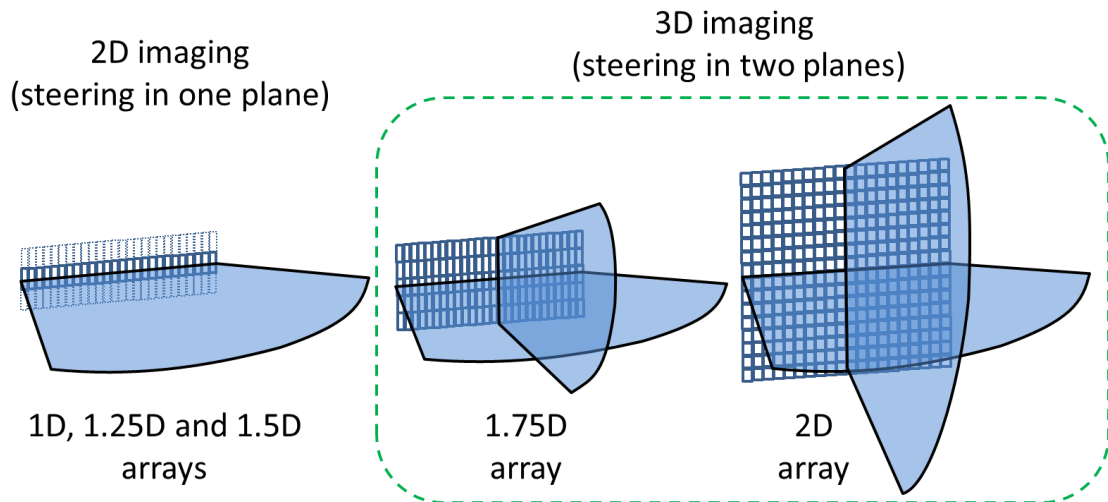 2D imaging
(steering in one plane)
3D imaging
(steering in two planes)
1D, 1.25D and 1.5D
arrays
1.75D
array
2D
array